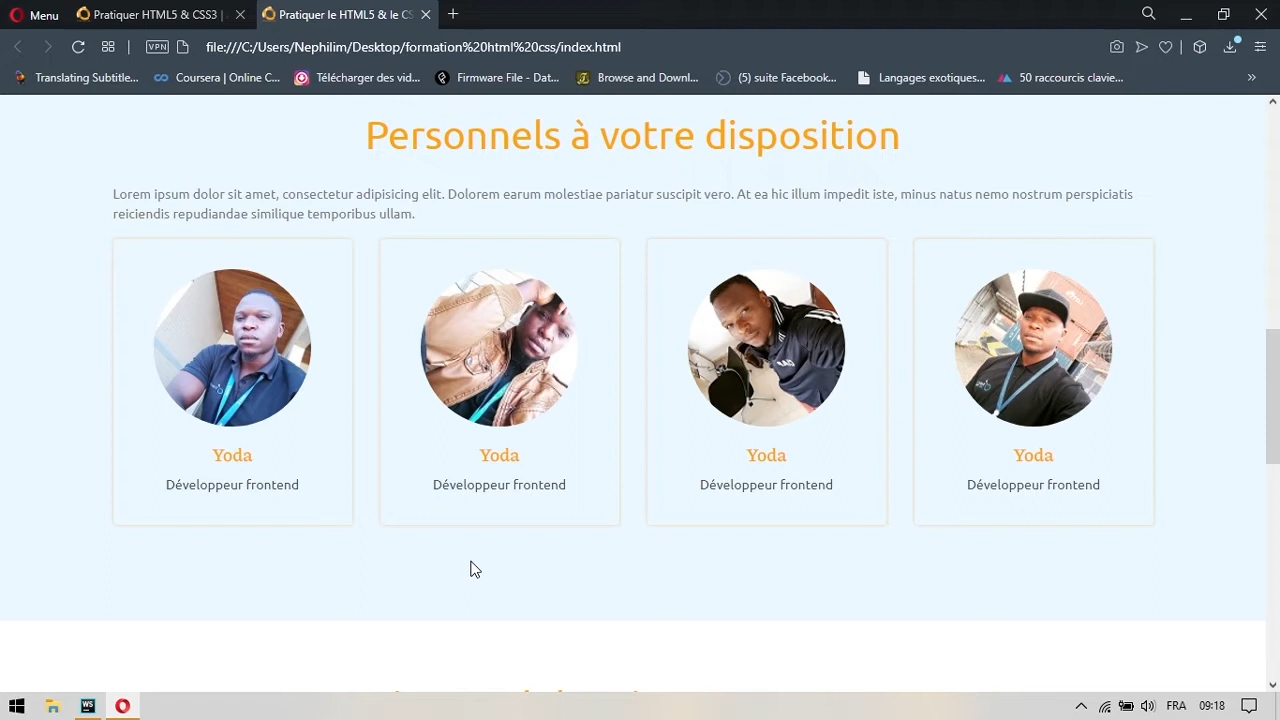 Menu
Pratiquer HTML5 & CSS3 |
Pratiquer le HTML5 & le CS
VPN
file:///C:/Users/Nephilim/Desktop/formation%20html%20css/index.html
Translating Subtitle...
Coursera | Online C...
Télécharger des vid...
Firmware File - Dat...
Browse and Downl...
(5) suite Facebook...
Langages exotiques...
50 raccourcis clavie...
Personnels à votre disposition
Lorem ipsum dolor sit amet, consectetur adipisicing elit. Dolorem earum molestiae pariatur suscipit vero. At ea hic illum impedit iste, minus natus nemo nostrum perspiciatis
reiciendis repudiandae similique temporibus ullam.
Yoda
Développeur frontend
Yoda
Développeur frontend
Yoda
Développeur frontend
Yoda
Développeur frontend
WS
FRA
09:18